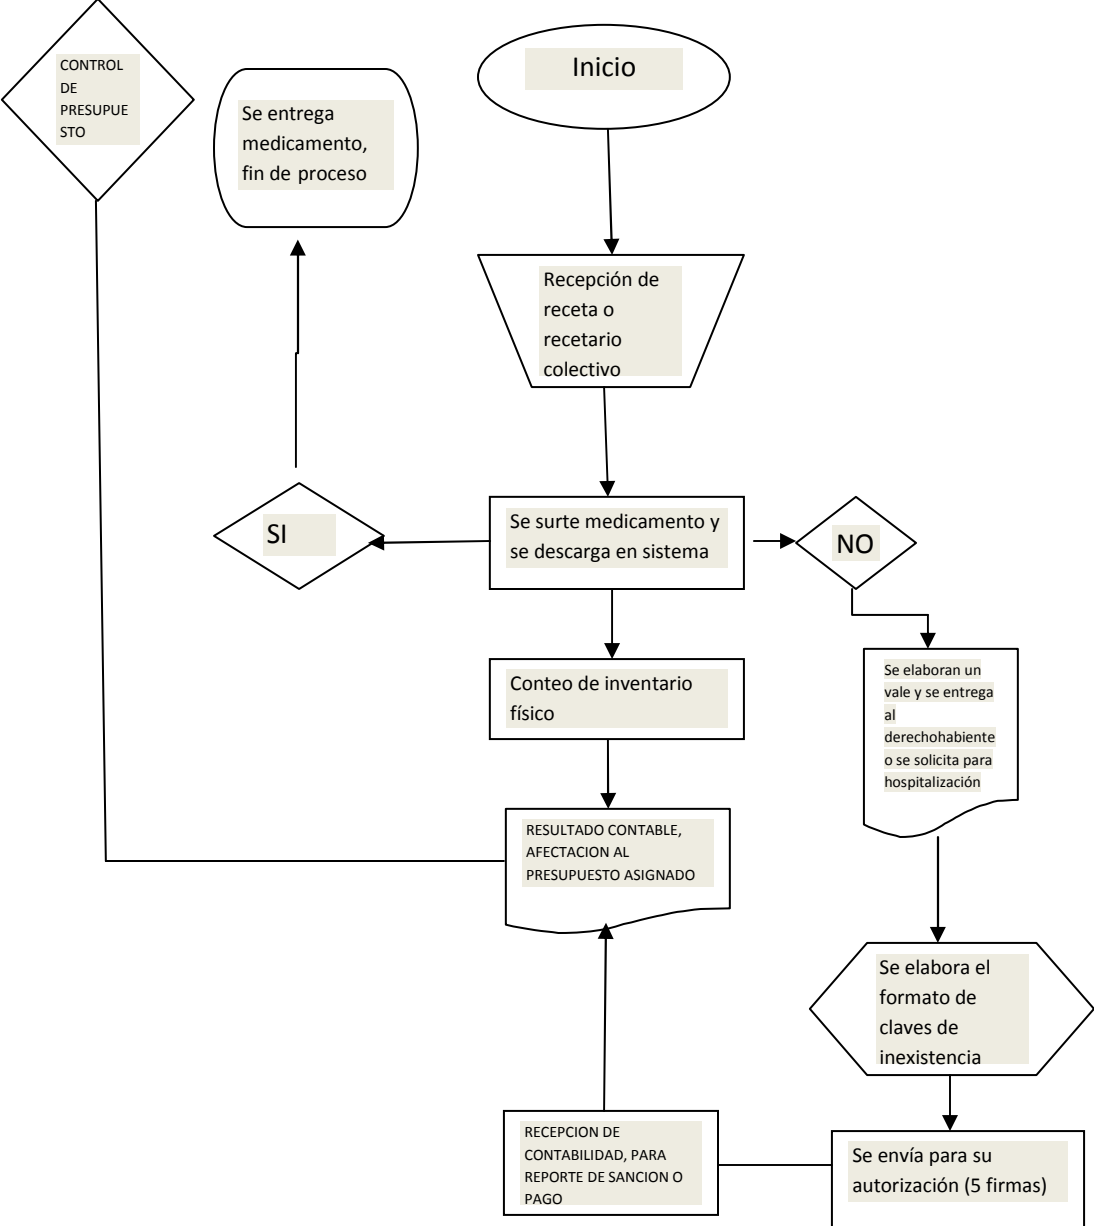 CONTROL
DE
PRESUPUE
STO
Se entrega
medicamento,
fin de proceso
Inicio
Recepción de
receta o
recetario
colectivo
SI
Se surte medicamento y
se descarga en sistema
NO
Conteo de inventario
físico
Se elaboran un
vale y se entrega
al
derechohabiente
o se solicita para
hospitalización
RESULTADO CONTABLE,
AFECTACION AL
PRESUPUESTO ASIGNADO
Se elabora el
formato de
claves de
inexistencia
RECEPCION DE
CONTABILIDAD, PARA
REPORTE DE SANCION O
PAGO
Se envía para su
autorización (5 firmas)